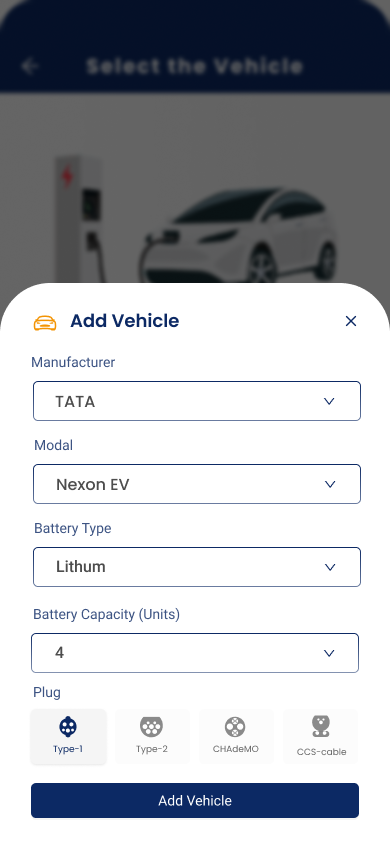 Select the Vehicle
Add Vehicle
Manufacturer
TATA
Modal
Nexon EV
Battery Type
Lithum
Battery Capacity (Units)
4
Plug
Type-1
Type-2
CHAdeMO
CCS-cable
Add Vehicle